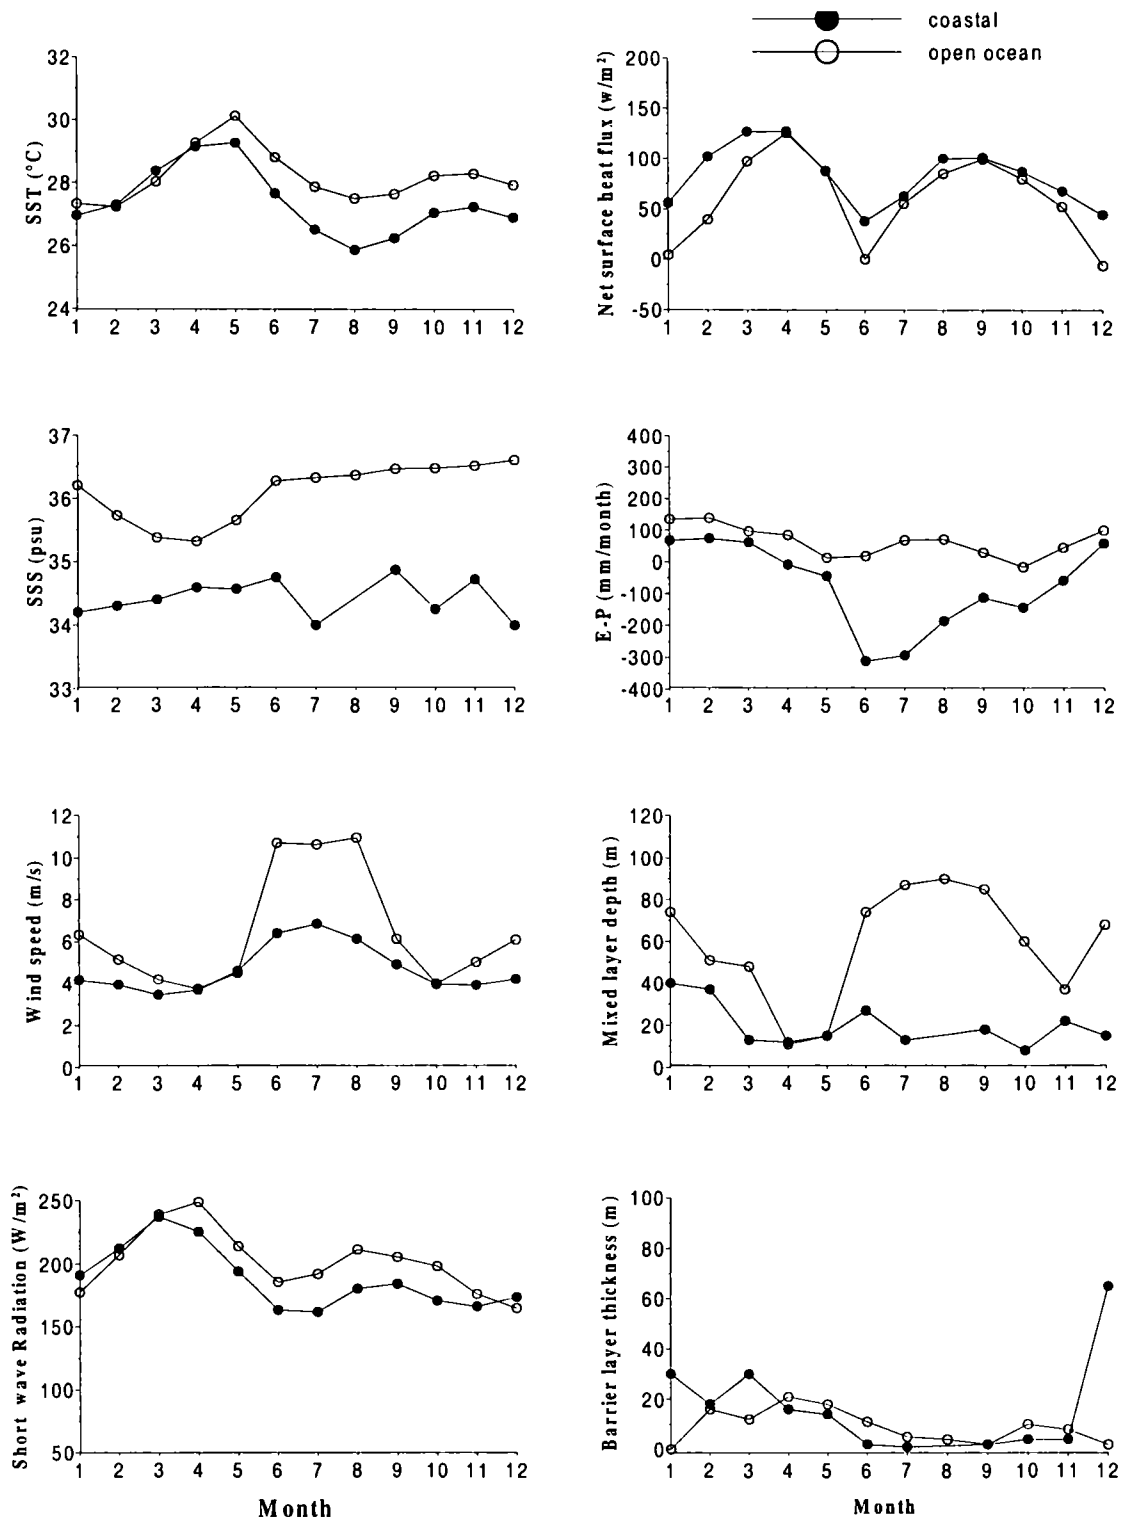 coastal
open ocean
SST (°C)
32
30
28
26
24
1 2 3 4 5 6 7 8 9 10 11 12
Net surface heat flux (w/m²)
200
150
100
50
0
-50
1 2 3 4 5 6 7 8 9 10 11 12
SSS (psu)
37
36
35
34
33
1 2 3 4 5 6 7 8 9 10 11 12
E-P (mm/month)
400
300
200
100
0
-100
-200
-300
-400
1 2 3 4 5 6 7 8 9 10 11 12
Wind speed (m/s)
12
10
8
6
4
2
0
1 2 3 4 5 6 7 8 9 10 11 12
Mixed layer depth (m)
120
100
80
60
40
20
0
1 2 3 4 5 6 7 8 9 10 11 12
Short wave Radiation (W/m²)
250
200
150
100
50
1 2 3 4 5 6 7 8 9 10 11 12
Month
Barrier layer thickness (m)
100
80
60
40
20
0
1 2 3 4 5 6 7 8 9 10 11 12
Month